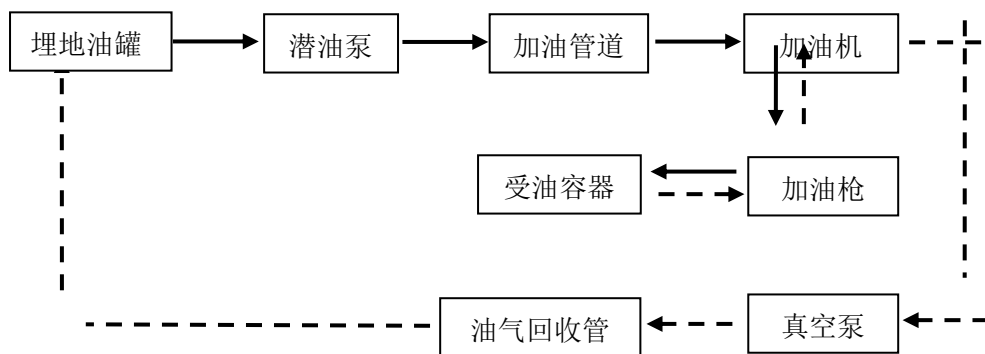 埋地油罐
潜油泵
加油管道
加油机
受油容器
加油枪
油气回收管
真空泵